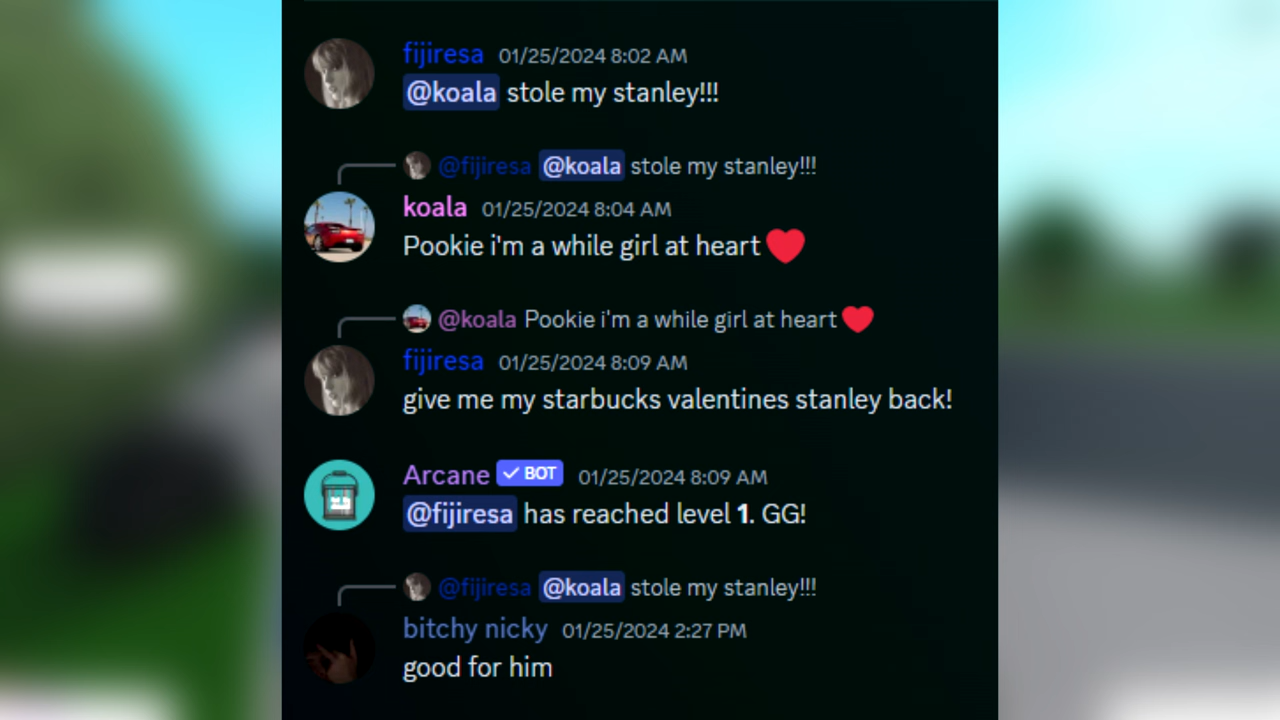 fijiresa 01/25/2024 8:02 AM
@koala stole my stanley!!!
@fijiresa @koala stole my stanley!!!
koala 01/25/2024 8:04 AM
Pookie i'm a while girl at heart ❤️
@koala Pookie i'm a while girl at heart ❤️
fijiresa 01/25/2024 8:09 AM
give me my starbucks valentines stanley back!
Arcane ✓ BOT 01/25/2024 8:09 AM
@fijiresa has reached level 1. GG!
@fijiresa @koala stole my stanley!!!
bitchy nicky 01/25/2024 2:27 PM
good for him